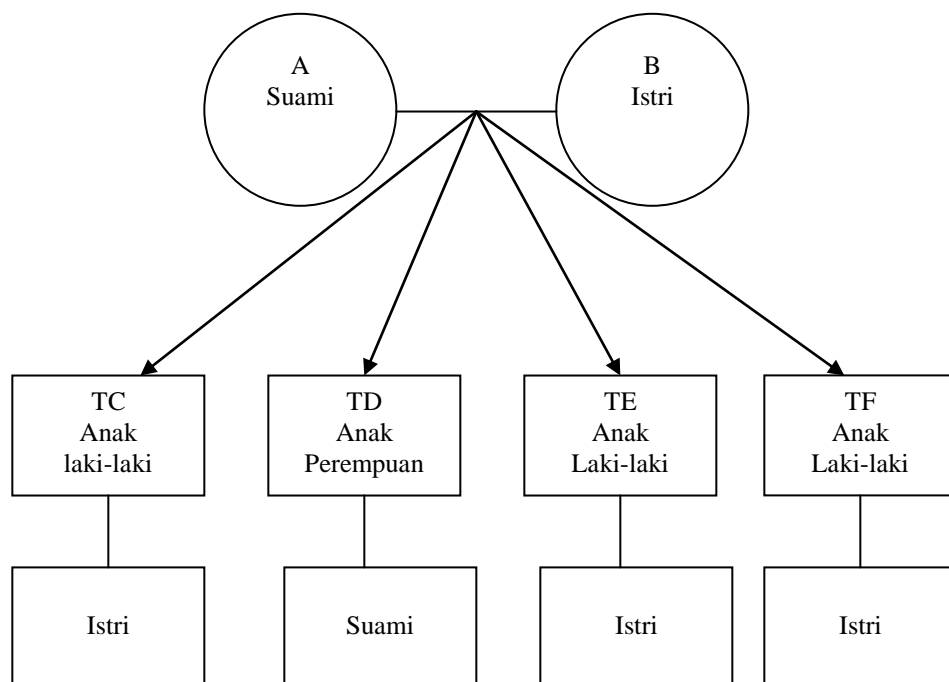 A
Suami
B
Istri
TC
Anak
laki-laki
TD
Anak
Perempuan
TE
Anak
Laki-laki
TF
Anak
Laki-laki
Istri
Suami
Istri
Istri